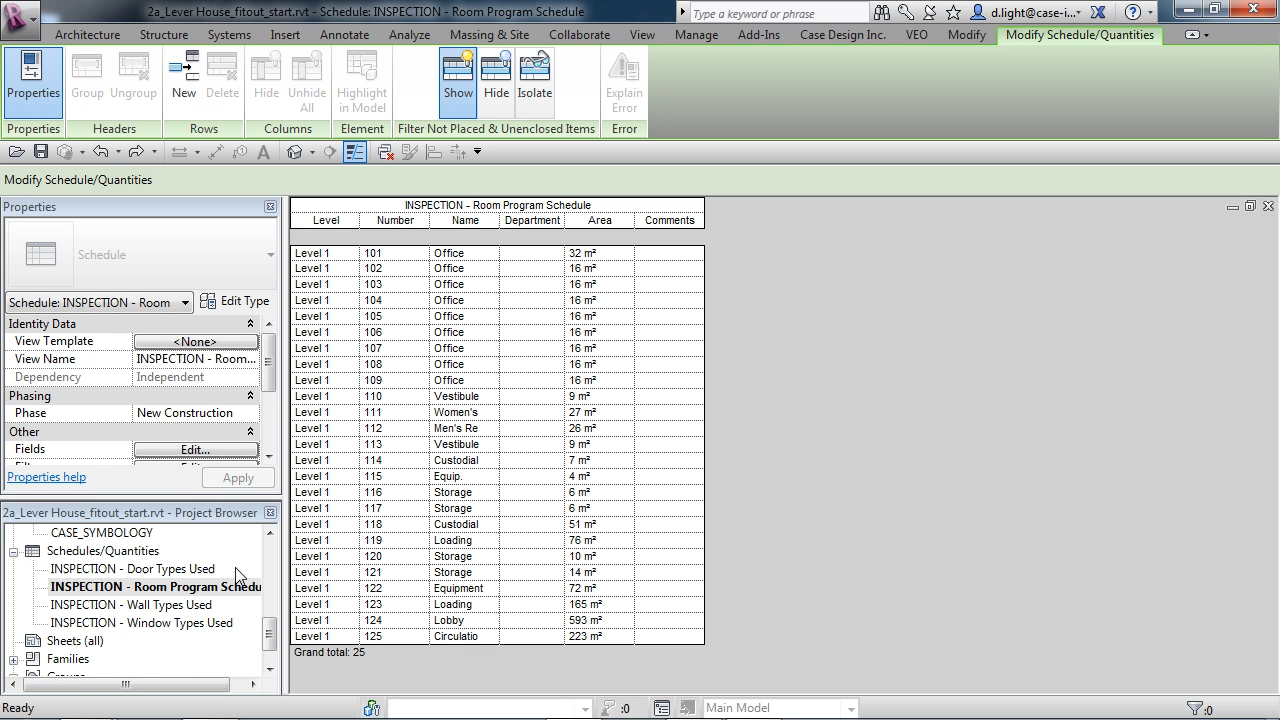 2a_Lever House_fitout_start.rvt - Schedule: INSPECTION - Room Program Schedule
Type a keyword or phrase
d.light@case-i...
Architecture Structure Systems Insert Annotate Analyze Massing & Site Collaborate View Manage Add-Ins Case Design Inc. VEO Modify Modify Schedule/Quantities
Properties Group Ungroup New Delete Hide Unhide All Highlight in Model Show Hide Isolate Explain Error
Properties Headers Rows Columns Element Filter Not Placed & Unenclosed Items Error
Modify Schedule/Quantities
Properties
Schedule
Schedule: INSPECTION - Room Edit Type
Identity Data
View Template <None>
View Name INSPECTION - Room...
Dependency Independent
Phasing
Phase New Construction
Other
Fields Edit...
Properties help Apply
2a_Lever House_fitout_start.rvt - Project Browser
CASE_SYMBOLOGY
Schedules/Quantities
INSPECTION - Door Types Used
INSPECTION - Room Program Schedu
INSPECTION - Wall Types Used
INSPECTION - Window Types Used
Sheets (all)
Families
INSPECTION - Room Program Schedule
Level Number Name Department Area Comments
Level 1 101 Office 32 m²
Level 1 102 Office 16 m²
Level 1 103 Office 16 m²
Level 1 104 Office 16 m²
Level 1 105 Office 16 m²
Level 1 106 Office 16 m²
Level 1 107 Office 16 m²
Level 1 108 Office 16 m²
Level 1 109 Office 16 m²
Level 1 110 Vestibule 9 m²
Level 1 111 Women's 27 m²
Level 1 112 Men's Re 26 m²
Level 1 113 Vestibule 9 m²
Level 1 114 Custodial 7 m²
Level 1 115 Equip. 4 m²
Level 1 116 Storage 6 m²
Level 1 117 Storage 6 m²
Level 1 118 Custodial 51 m²
Level 1 119 Loading 76 m²
Level 1 120 Storage 10 m²
Level 1 121 Storage 14 m²
Level 1 122 Equipment 72 m²
Level 1 123 Loading 165 m²
Level 1 124 Lobby 593 m²
Level 1 125 Circulatio 223 m²
Grand total: 25
Ready :0 Main Model :0